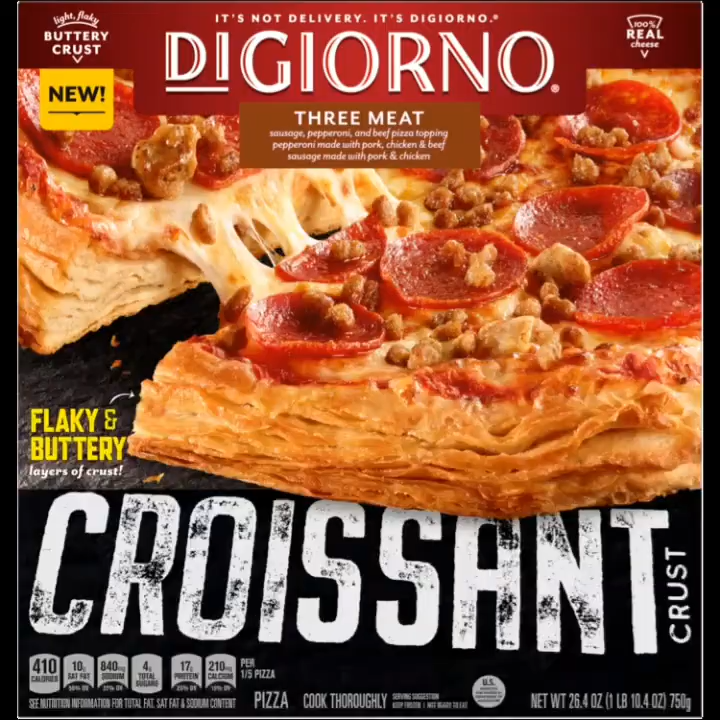 IT'S NOT DELIVERY. IT'S DIGIORNO.®
light, flaky
BUTTERY
CRUST
DIGIORNO®
100%
REAL
cheese
NEW!
THREE MEAT
sausage, pepperoni, and beef pizza topping
pepperoni made with pork, chicken & beef
sausage made with pork & chicken
FLAKY &
BUTTERY
layers of crust!
CROISSANT
CRUST
410 CALORIES
10g SAT FAT 50% DV
840mg SODIUM 37% DV
4g TOTAL SUGARS
17g PROTEIN
210mg CALCIUM
PER
1/5 PIZZA
SEE NUTRITION INFORMATION FOR TOTAL FAT, SAT FAT & SODIUM CONTENT
PIZZA
COOK THOROUGHLY
SERVING SUGGESTION
KEEP FROZEN | NOT READY TO EAT
U.S.
NET WT 26.4 OZ (1 LB 10.4 OZ) 750g